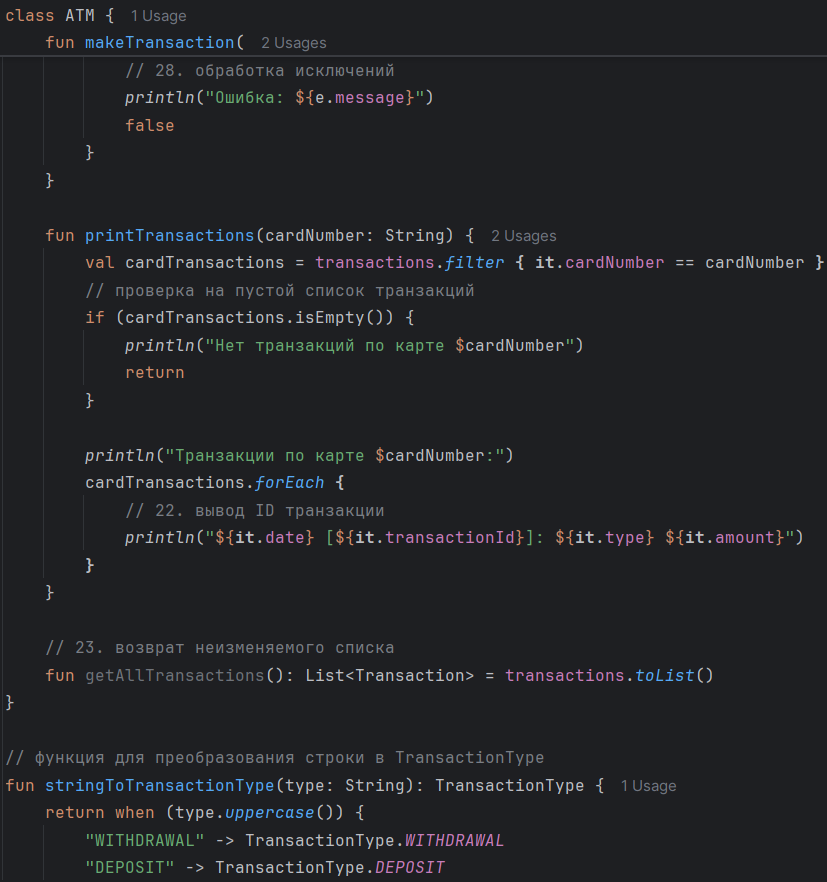 class ATM {  1 Usage
    fun makeTransaction(  2 Usages
            // 28. обработка исключений
            println("Ошибка: ${e.message}")
            false
        }
    }

    fun printTransactions(cardNumber: String) {  2 Usages
        val cardTransactions = transactions.filter { it.cardNumber == cardNumber }
        // проверка на пустой список транзакций
        if (cardTransactions.isEmpty()) {
            println("Нет транзакций по карте $cardNumber")
            return
        }

        println("Транзакции по карте $cardNumber:")
        cardTransactions.forEach {
            // 22. вывод ID транзакции
            println("${it.date} [${it.transactionId}]: ${it.type} ${it.amount}")
        }
    }

    // 23. возврат неизменяемого списка
    fun getAllTransactions(): List<Transaction> = transactions.toList()
}

// функция для преобразования строки в TransactionType
fun stringToTransactionType(type: String): TransactionType {  1 Usage
    return when (type.uppercase()) {
        "WITHDRAWAL" -> TransactionType.WITHDRAWAL
        "DEPOSIT" -> TransactionType.DEPOSIT